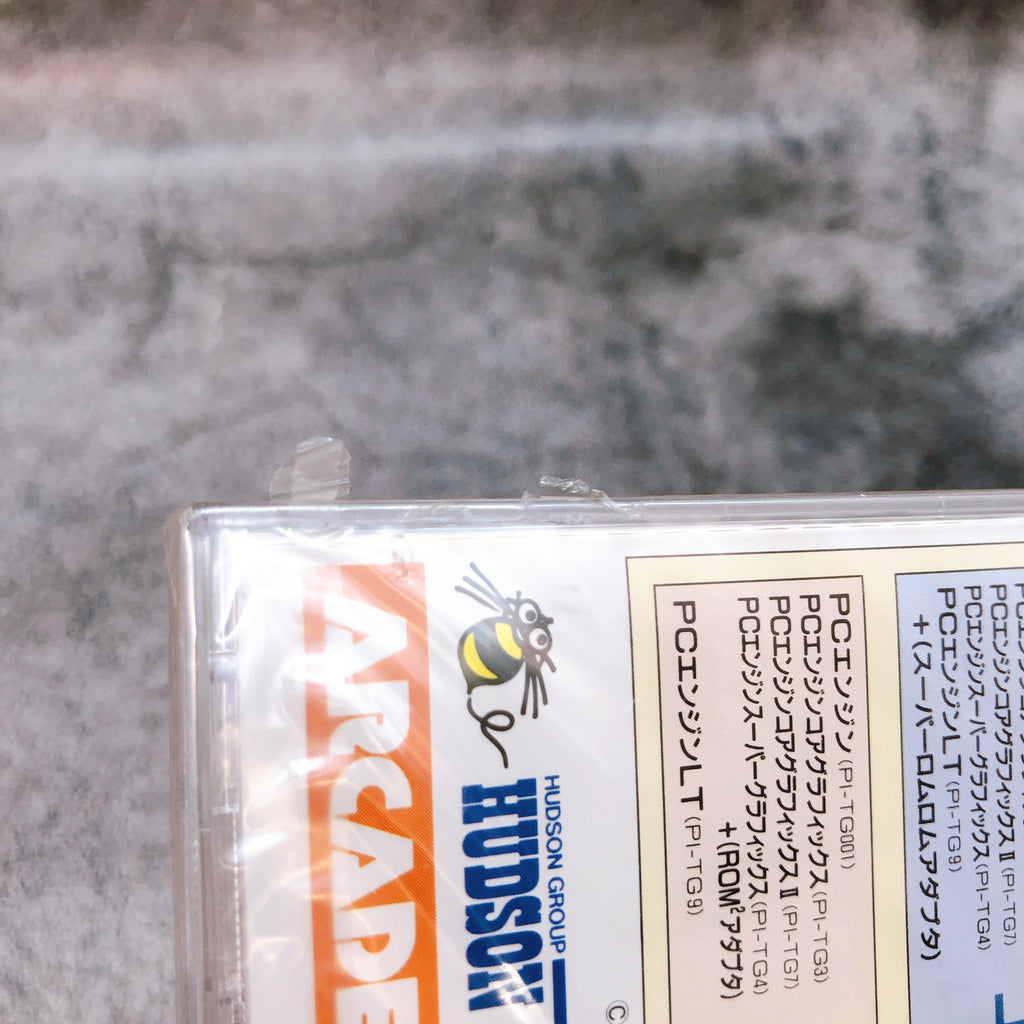 PCエンジンコアグラフィックスⅡ(PI-TG7)
PCエンジンスーパーグラフィックス(PI-TG4)
PCエンジンLT(PI-TG9)
+(スーパーロムロムアダプタ)
PCエンジン(PI-TG001)
PCエンジンコアグラフィックス(PI-TG3)
PCエンジンコアグラフィックスⅡ(PI-TG7)
PCエンジンスーパーグラフィックス(PI-TG4)
+(ROM²アダプタ)
PCエンジンLT(PI-TG9)
©
HUDSON GROUP
HUDSON
ARCADE